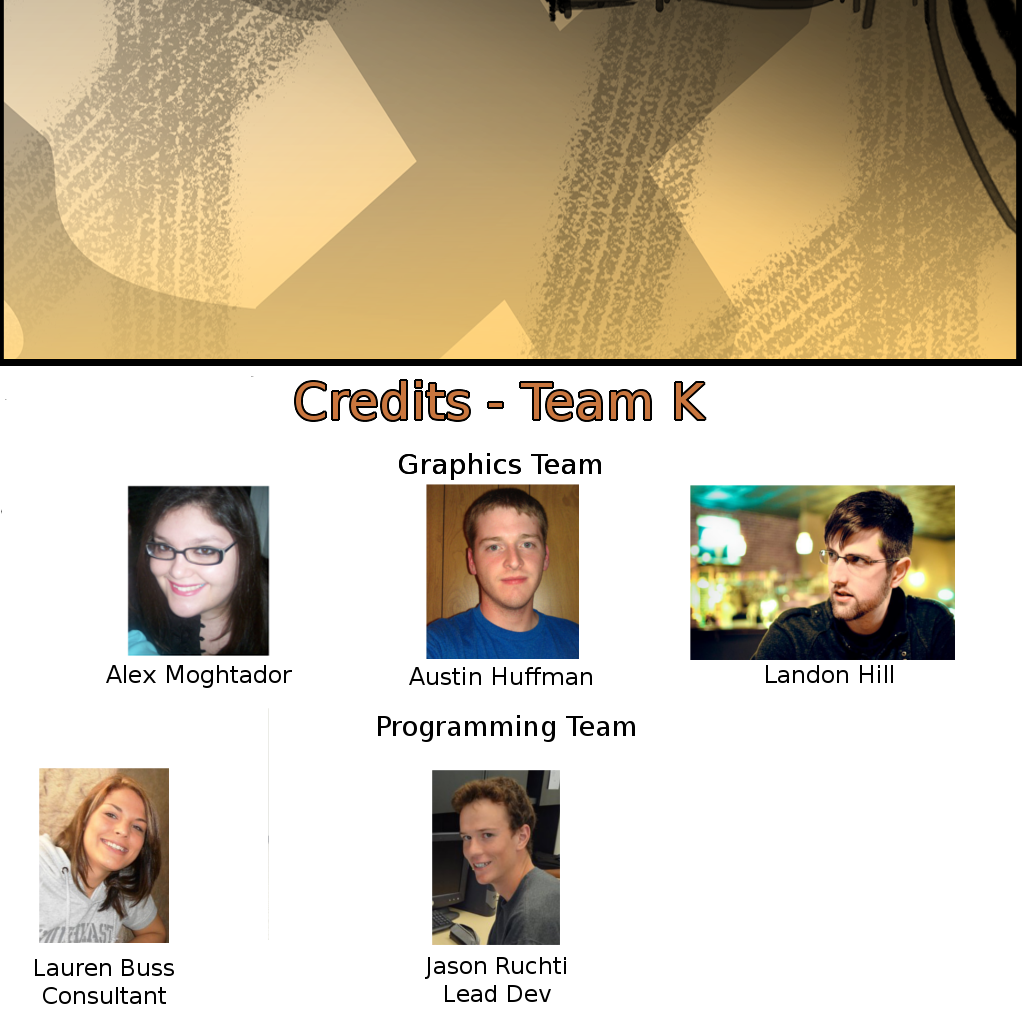 Credits - Team K
Graphics Team
Alex Moghtador
Austin Huffman
Landon Hill
Programming Team
Lauren Buss
Consultant
Jason Ruchti
Lead Dev